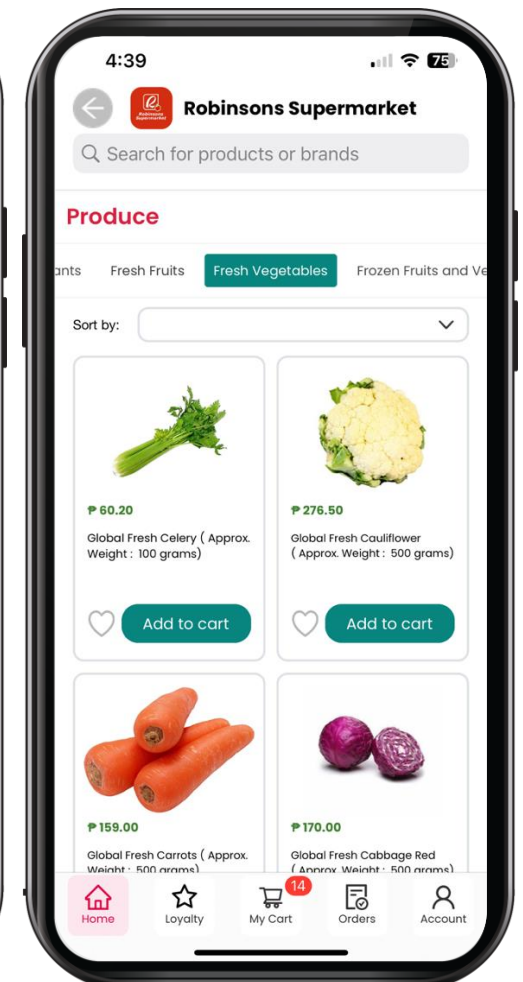 4:39
75
Robinsons Supermarket
Search for products or brands
Produce
ants Fresh Fruits Fresh Vegetables Frozen Fruits and Ve
Sort by:
₱ 60.20
Global Fresh Celery ( Approx.
Weight : 100 grams)
Add to cart
₱ 276.50
Global Fresh Cauliflower
( Approx. Weight : 500 grams)
Add to cart
₱ 159.00
Global Fresh Carrots ( Approx.
Weight : 500 grams)
₱ 170.00
Global Fresh Cabbage Red
( Approx. Weight : 500 grams)
14
Home Loyalty My Cart Orders Account